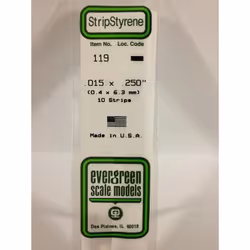 StripStyrene
Item No. Loc. Code
119
.015 x .250"
(0.4 x 6.3 mm)
10 Strips
Made in U.S.A.
evergreen
scale models
Des Plaines, IL 60018